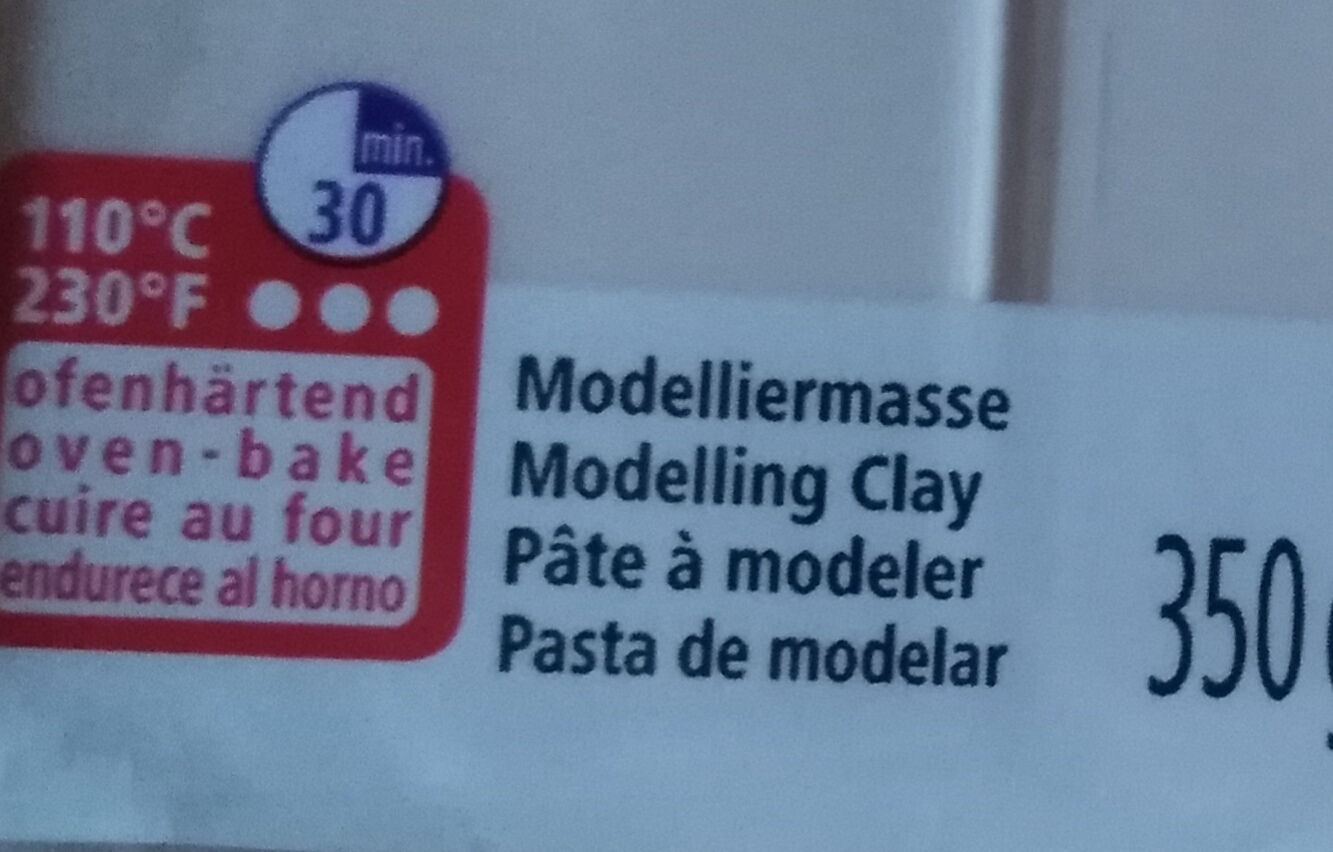 min.
30
110°C
230°F
ofenhärtend
oven-bake
cuire au four
endurece al horno
Modelliermasse
Modelling Clay
Pâte à modeler
Pasta de modelar
350